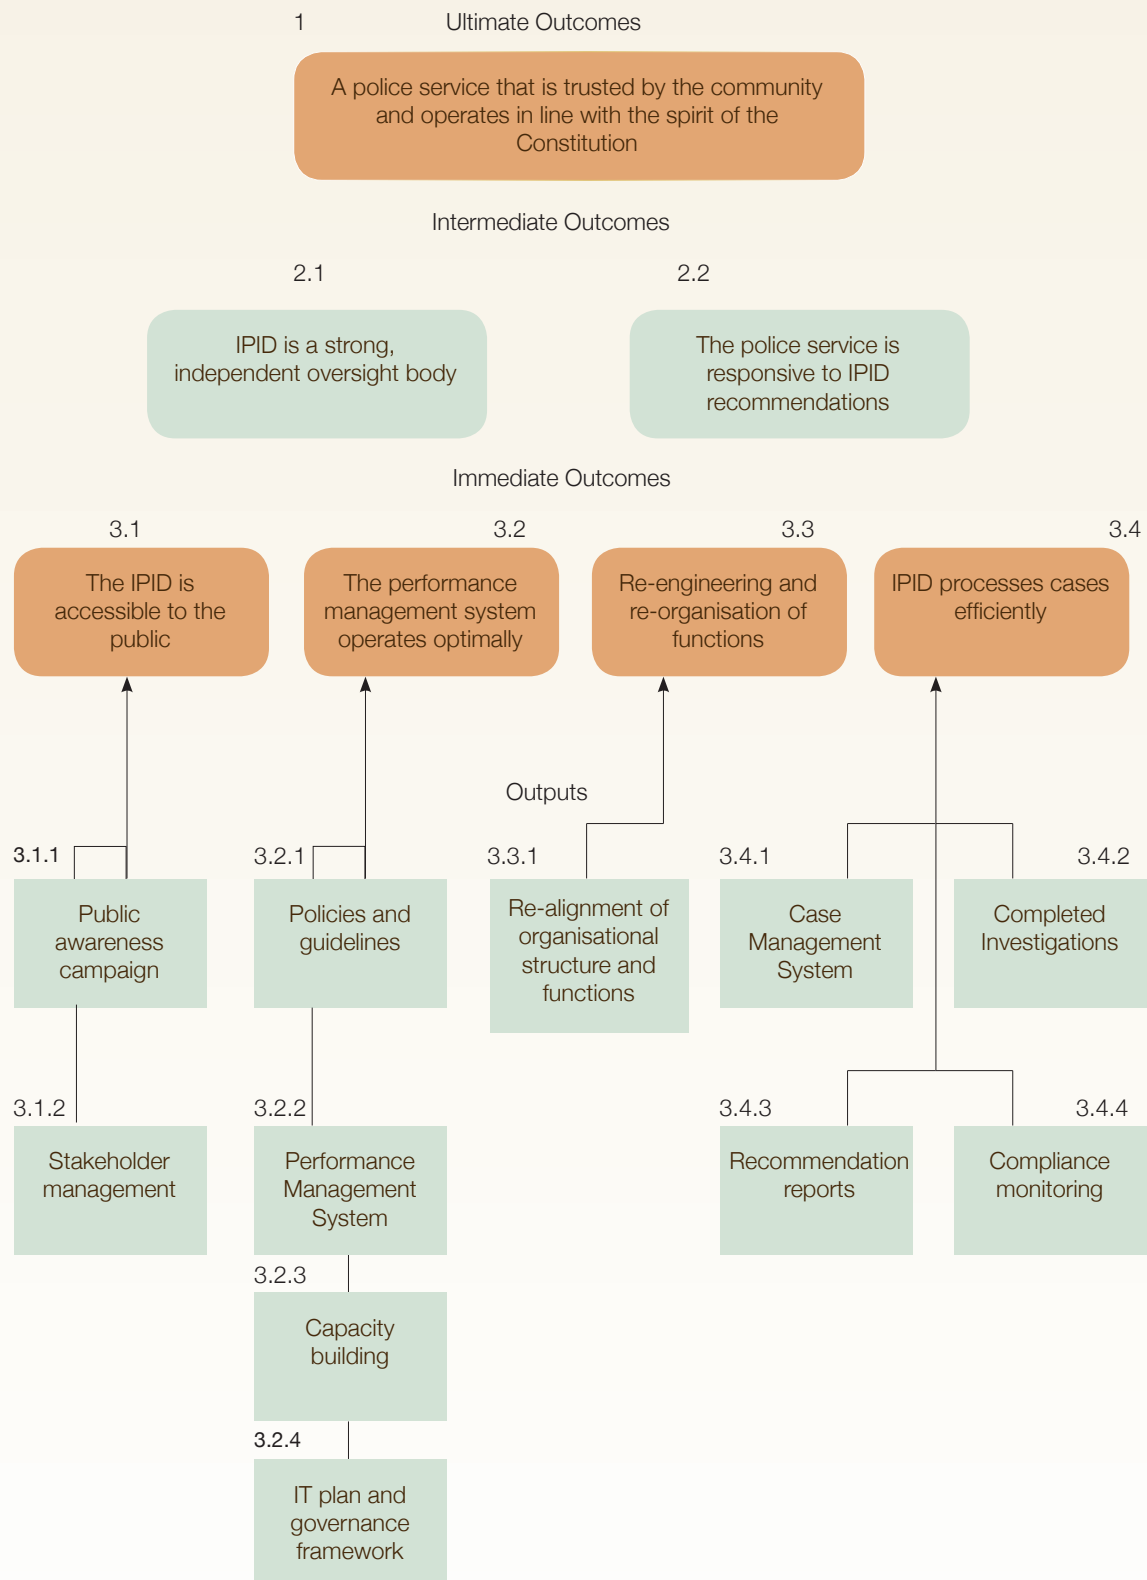 1
Ultimate Outcomes
A police service that is trusted by the community
and operates in line with the spirit of the
Constitution
Intermediate Outcomes
2.1
IPID is a strong,
independent oversight body
2.2
The police service is
responsive to IPID
recommendations
Immediate Outcomes
3.1
The IPID is
accessible to the
public
3.2
The performance
management system
operates optimally
3.3
Re-engineering and
re-organisation of
functions
3.4
IPID processes cases
efficiently
Outputs
3.1.1
Public
awareness
campaign
3.2.1
Policies and
guidelines
3.3.1
Re-alignment of
organisational
structure and
functions
3.4.1
Case
Management
System
3.4.2
Completed
Investigations
3.1.2
Stakeholder
management
3.2.2
Performance
Management
System
3.4.3
Recommendation
reports
3.4.4
Compliance
monitoring
3.2.3
Capacity
building
3.2.4
IT plan and
governance
framework